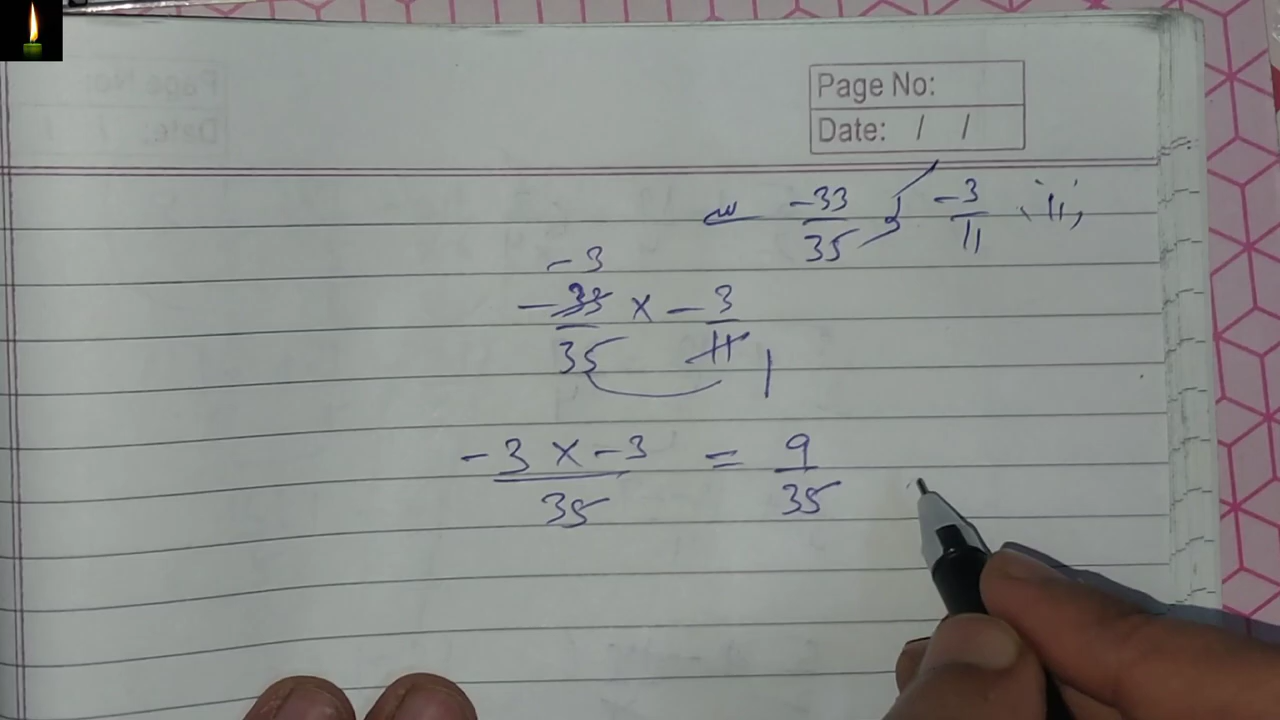 Page No:
Date: / /
-33/35 , -3/11
-3
-33/35 × -3/11
1
-3 × -3/35 = 9/35